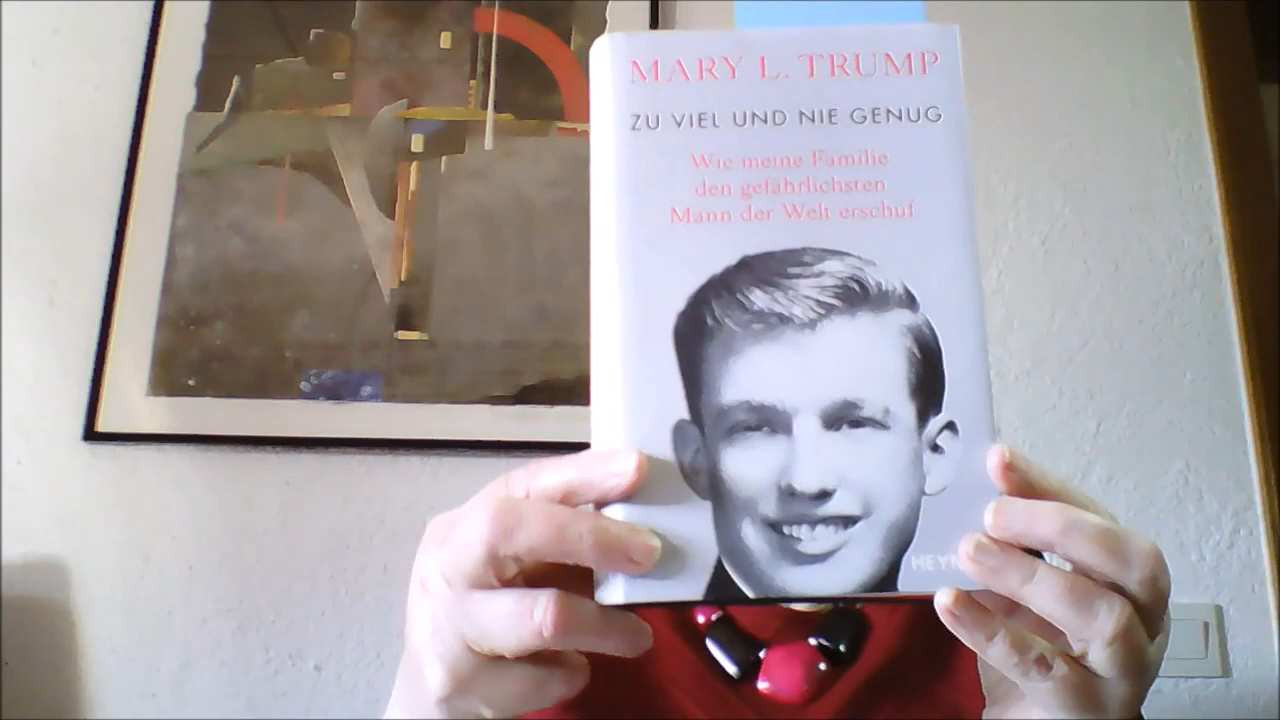 MARY L. TRUMP
ZU VIEL UND NIE GENUG
Wie meine Familie
den gefährlichsten
Mann der Welt erschuf